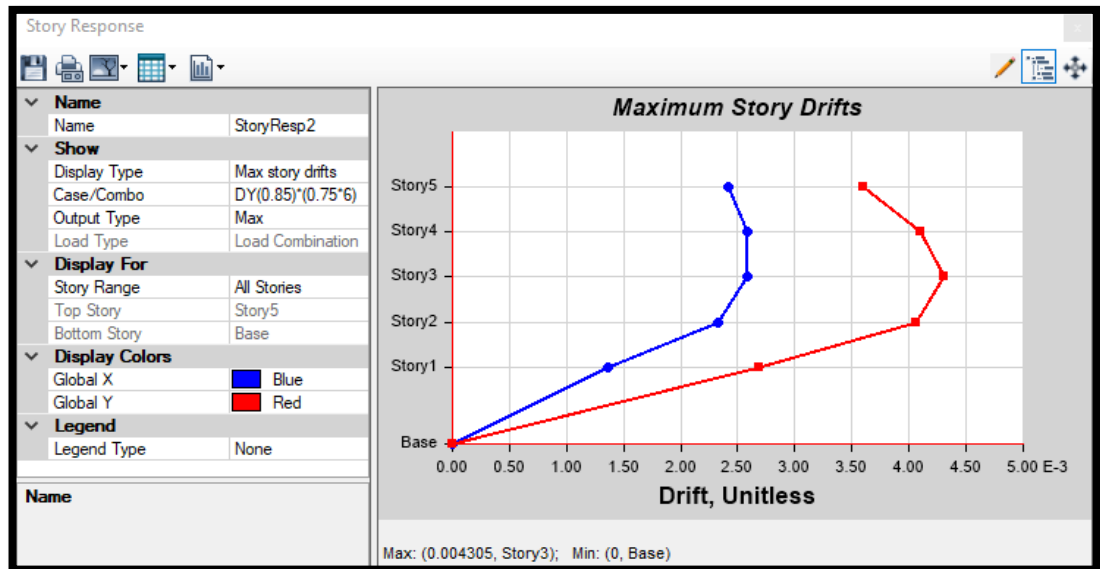 Story Response
x
Name
Name StoryResp2
Show
Display Type Max story drifts
Case/Combo DY(0.85)*(0.75*6)
Output Type Max
Load Type Load Combination
Display For
Story Range All Stories
Top Story Story5
Bottom Story Base
Display Colors
Global X Blue
Global Y Red
Legend
Legend Type None
Name
Maximum Story Drifts
Story5
Story4
Story3
Story2
Story1
Base
0.00 0.50 1.00 1.50 2.00 2.50 3.00 3.50 4.00 4.50 5.00 E-3
Drift, Unitless
Max: (0.004305, Story3); Min: (0, Base)